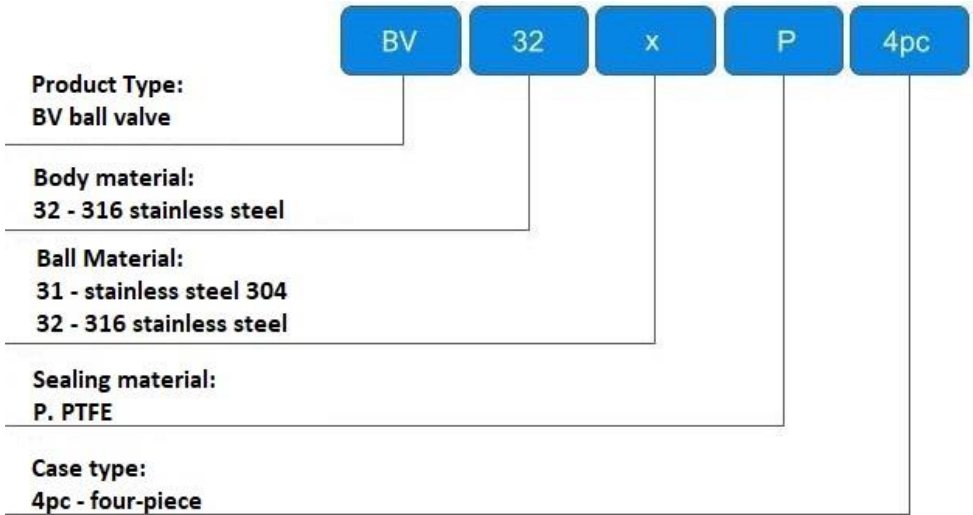 BV 32 x P 4pc
Product Type:
BV ball valve
Body material:
32 - 316 stainless steel
Ball Material:
31 - stainless steel 304
32 - 316 stainless steel
Sealing material:
P. PTFE
Case type:
4pc - four-piece